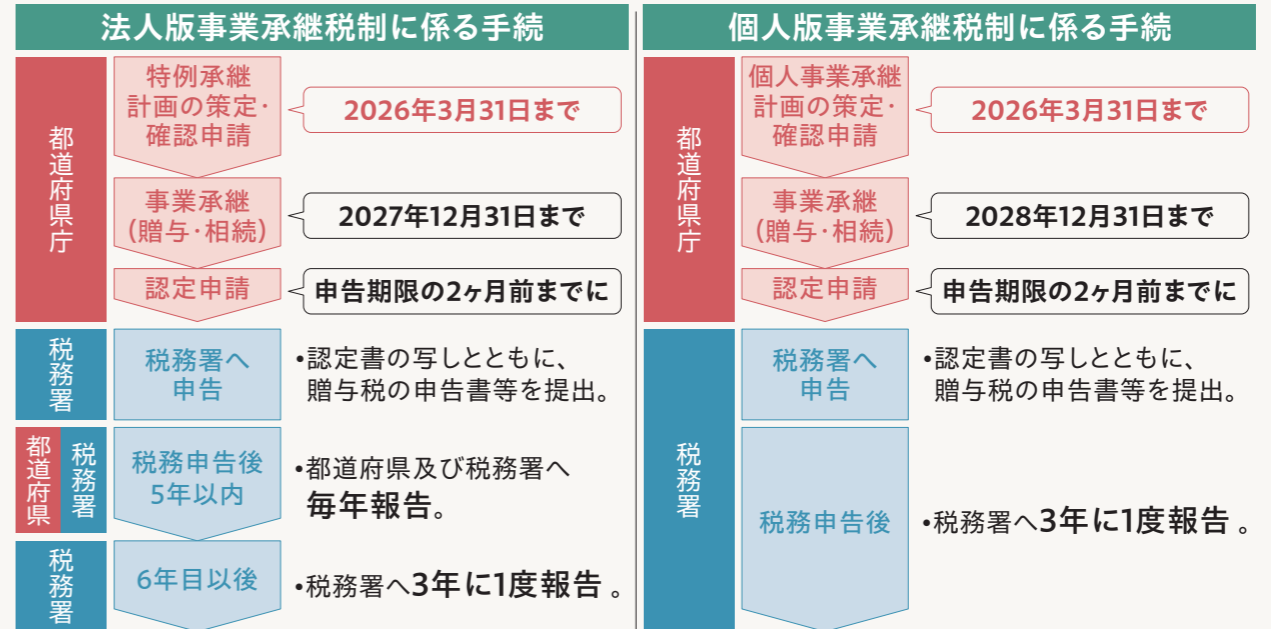 法人版事業承継税制に係る手続
都道府県庁
特例承継
計画の策定・
確認申請
2026年3月31日まで
事業承継
(贈与・相続)
2027年12月31日まで
認定申請
申告期限の2ヶ月前までに
税務署
税務署へ
申告
•認定書の写しとともに、
贈与税の申告書等を提出。
都道府県
税務署
税務申告後
5年以内
•都道府県及び税務署へ
毎年報告。
税務署
6年目以後
•税務署へ3年に1度報告 。
個人版事業承継税制に係る手続
都道府県庁
個人事業承継
計画の策定・
確認申請
2026年3月31日まで
事業承継
(贈与・相続)
2028年12月31日まで
認定申請
申告期限の2ヶ月前までに
税務署
税務署へ
申告
•認定書の写しとともに、
贈与税の申告書等を提出。
税務申告後
•税務署へ3年に1度報告 。